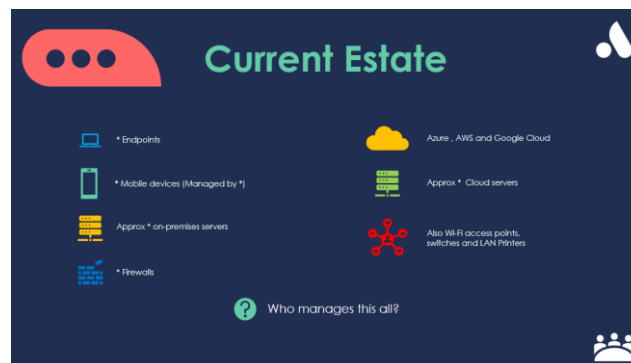 Current Estate
* Endpoints
* Mobile devices (Managed by *)
Approx * on-premises servers
* Firewalls
Azure , AWS and Google Cloud
Approx * Cloud servers
Also Wi-Fi access points,
switches and LAN Printers
? Who manages this all?